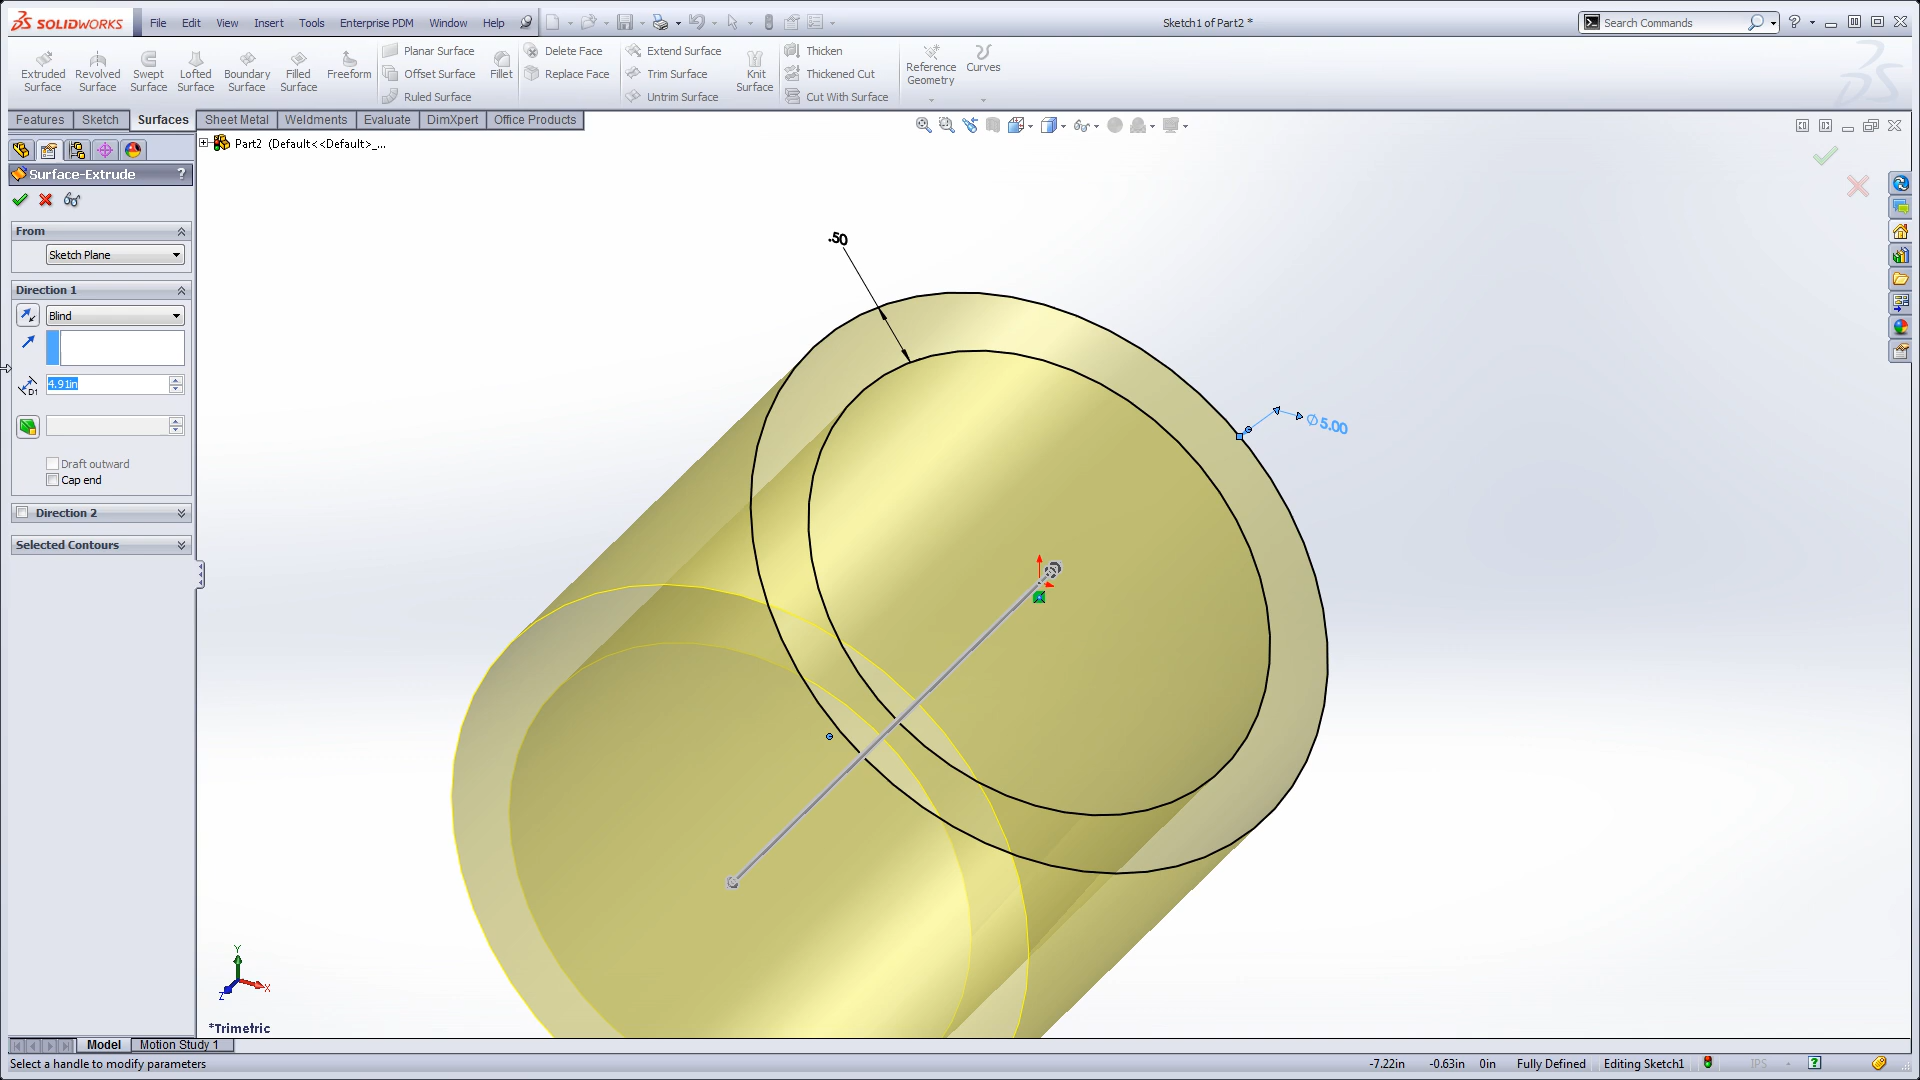 SOLIDWORKS File Edit View Insert Tools Enterprise PDM Window Help Sketch1 of Part2 * Search Commands ?
Extruded Surface
Revolved Surface
Swept Surface
Lofted Surface
Boundary Surface
Filled Surface
Freeform
Planar Surface
Offset Surface
Ruled Surface
Fillet
Delete Face
Replace Face
Extend Surface
Trim Surface
Untrim Surface
Knit Surface
Thicken
Thickened Cut
Cut With Surface
Reference Geometry
Curves
Features Sketch Surfaces Sheet Metal Weldments Evaluate DimXpert Office Products
Part2 (Default<<Default>_...
Surface-Extrude ?
From
Sketch Plane
Direction 1
Blind
D1 4.91in
Draft outward
Cap end
Direction 2
Selected Contours
.50
∅5.00
Y
X
Z
*Trimetric
Model Motion Study 1
Select a handle to modify parameters -7.22in -0.63in 0in Fully Defined Editing Sketch1 IPS ?